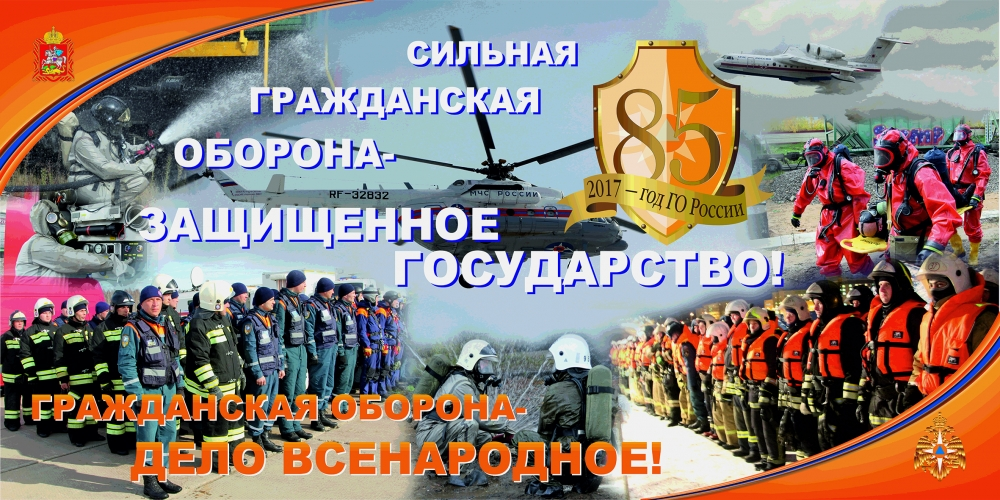 СИЛЬНАЯ
ГРАЖДАНСКАЯ
ОБОРОНА-
ЗАЩИЩЕННОЕ
ГОСУДАРСТВО!
85
2017 – год ГО России
RF-32832
МЧС РОССИИ
ГРАЖДАНСКАЯ ОБОРОНА-
ДЕЛО ВСЕНАРОДНОЕ!